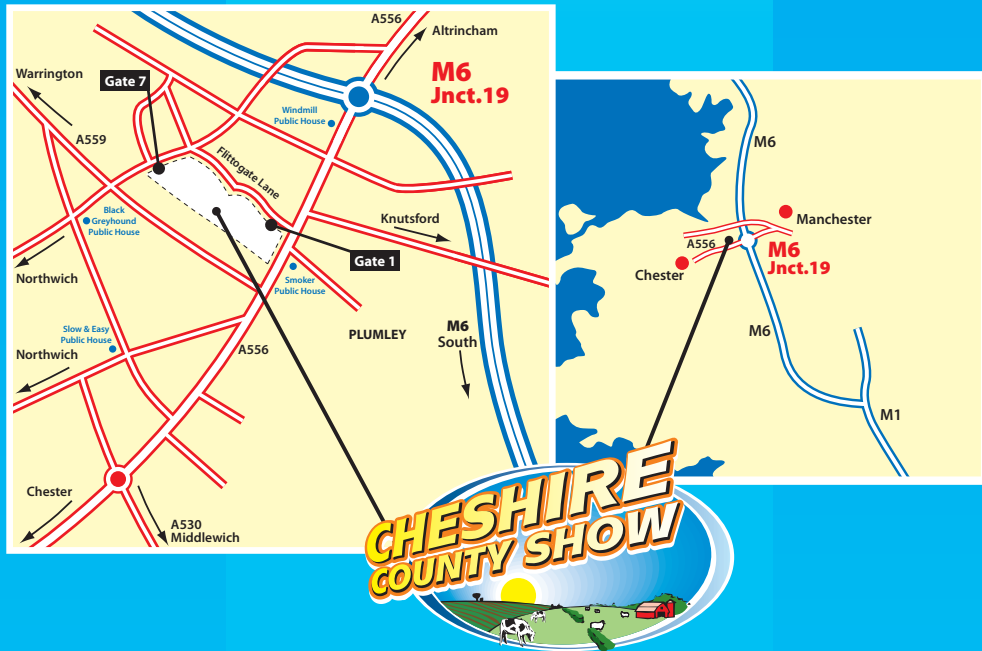 A556
Altrincham
M6
Jnct.19
Warrington
Gate 7
Windmill
Public House
A559
Flittogate Lane
Black
Greyhound
Public House
Knutsford
Gate 1
Northwich
Smoker
Public House
Slow & Easy
Public House
Northwich
A556
PLUMLEY
M6
South
Chester
A530
Middlewich
M6
Manchester
A556
M6
Jnct.19
Chester
M6
M1
CHESHIRE
COUNTY SHOW